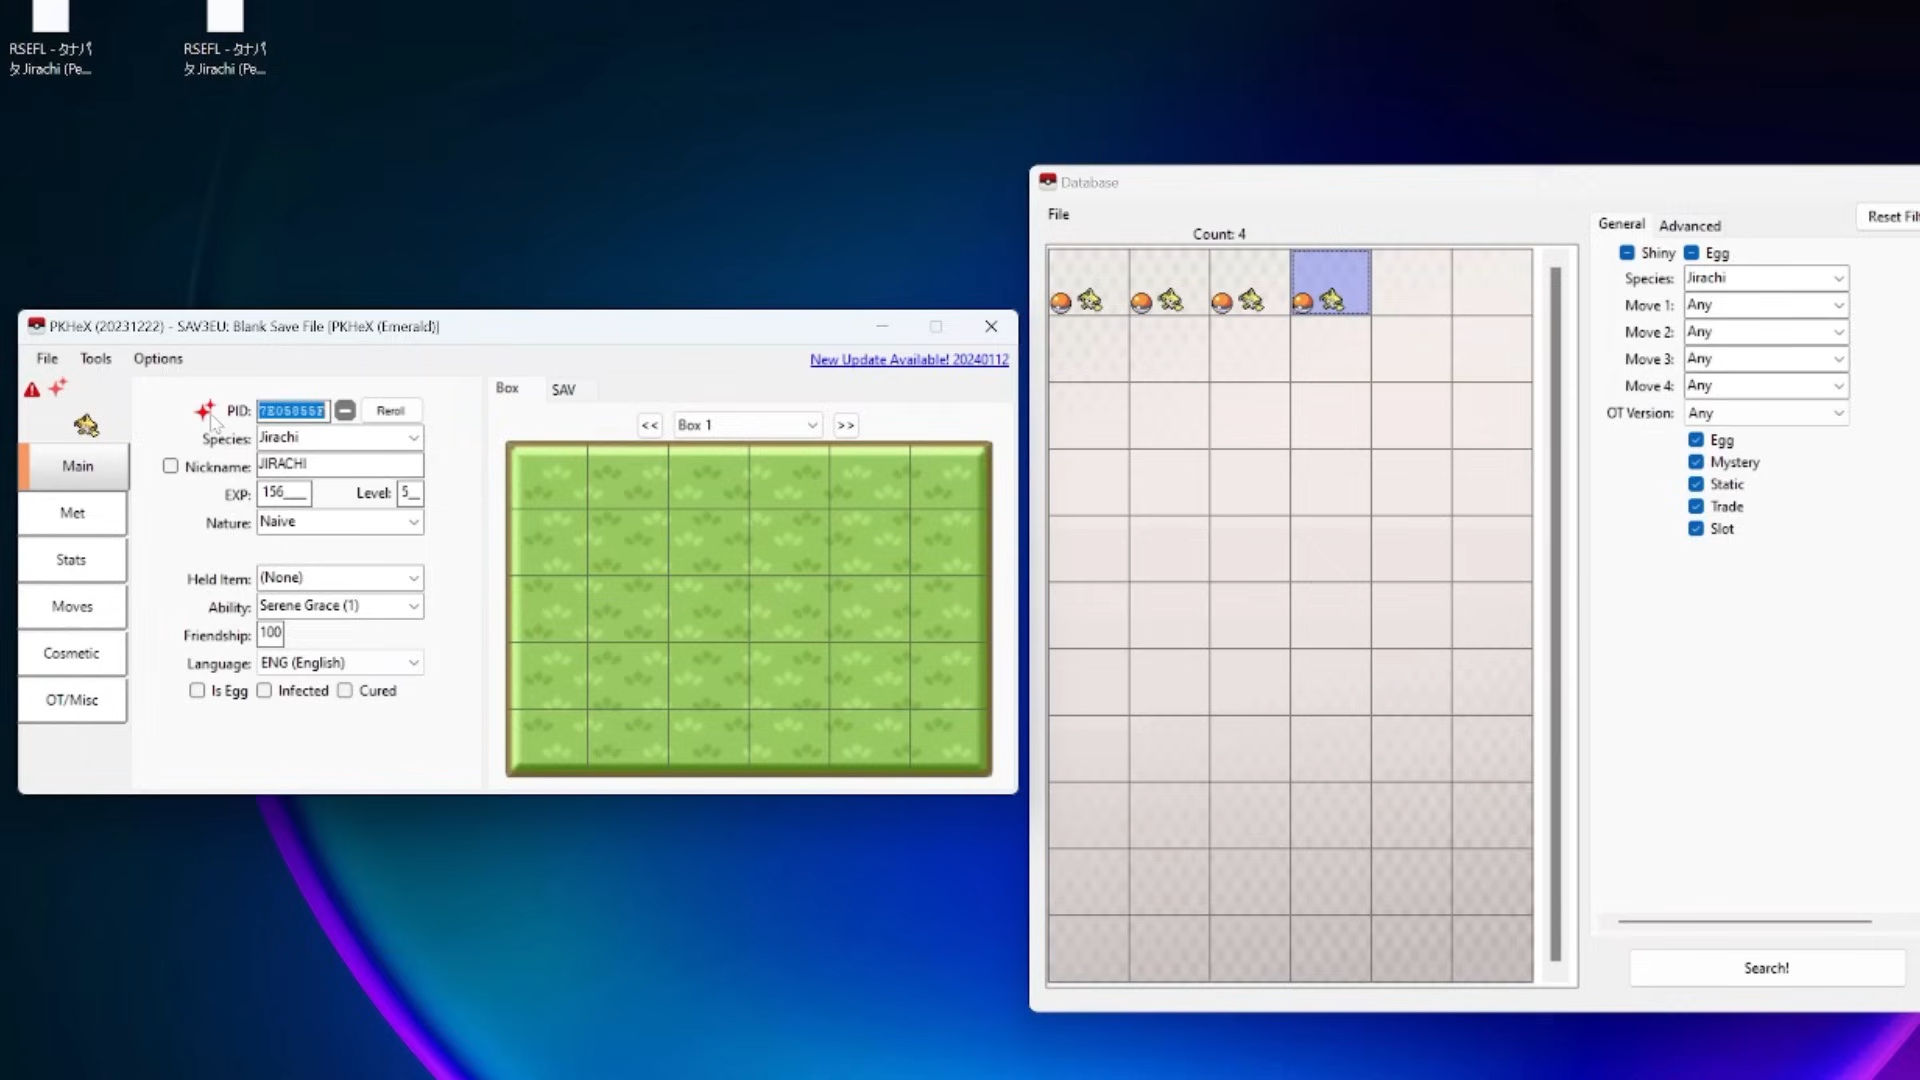 RSEFL - タナバ
タ Jirachi (Pe...
RSEFL - タナバ
タ Jirachi (Pe...
Database
File
Count: 4
General
Advanced
Shiny
Egg
Species:
Jirachi
Move 1:
Any
Move 2:
Any
Move 3:
Any
Move 4:
Any
OT Version:
Any
Egg
Mystery
Static
Trade
Slot
Reset Filt
Search!
PKHeX (20231222) - SAV3EU: Blank Save File [PKHeX (Emerald)]
File
Tools
Options
New Update Available! 20240112
Main
Met
Stats
Moves
Cosmetic
OT/Misc
PID:
7E05055F
Reroll
Species:
Jirachi
Nickname:
JIRACHI
EXP:
156___
Level:
5_
Nature:
Naive
Held Item:
(None)
Ability:
Serene Grace (1)
Friendship:
100
Language:
ENG (English)
Is Egg
Infected
Cured
Box
SAV
<<
Box 1
>>